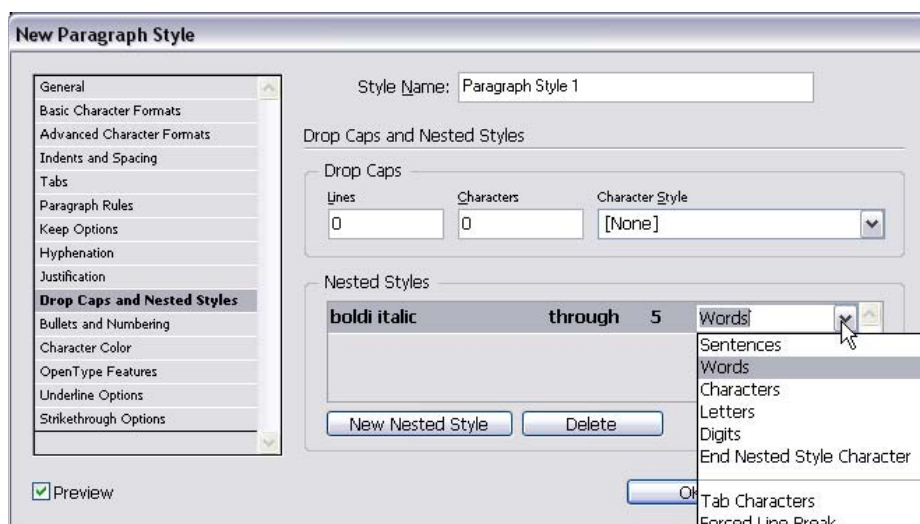 New Paragraph Style
General
Basic Character Formats
Advanced Character Formats
Indents and Spacing
Tabs
Paragraph Rules
Keep Options
Hyphenation
Justification
Drop Caps and Nested Styles
Bullets and Numbering
Character Color
OpenType Features
Underline Options
Strikethrough Options
Preview
Style Name: Paragraph Style 1
Drop Caps and Nested Styles
Drop Caps
Lines Characters Character Style
0 0 [None]
Nested Styles
boldi italic through 5 Words
Sentences
Words
Characters
Letters
Digits
End Nested Style Character
Tab Characters
Forced Line Break
New Nested Style Delete